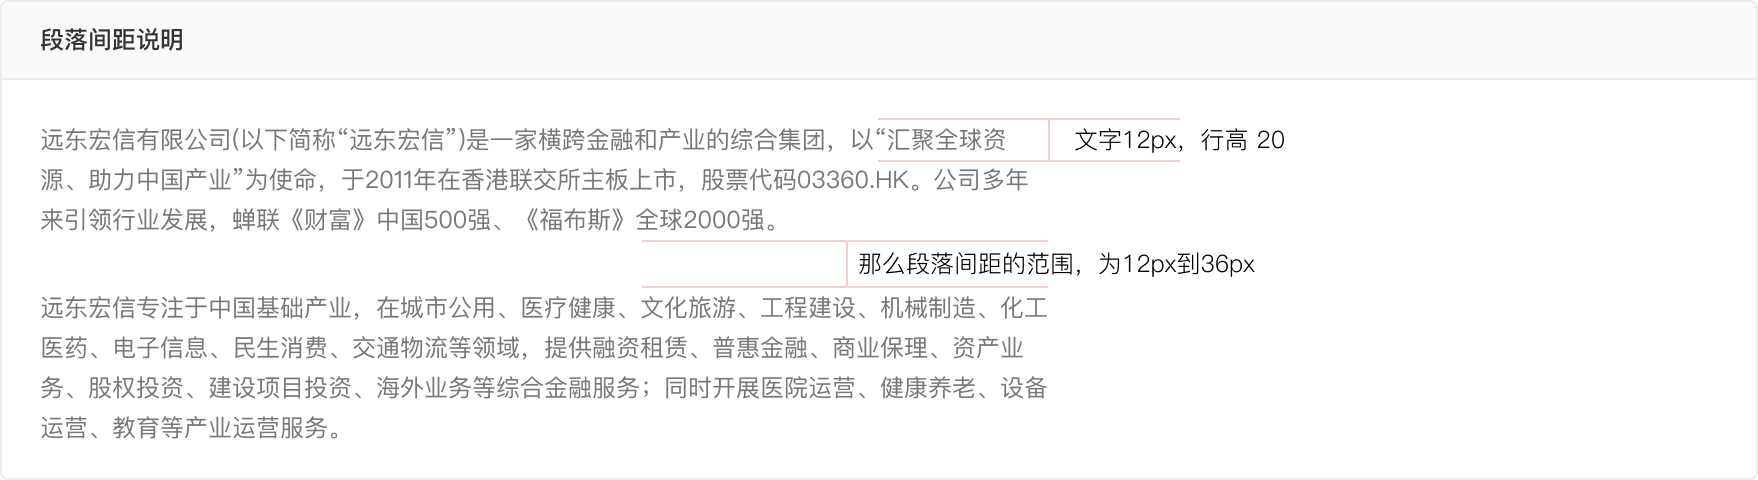 段落间距说明
远东宏信有限公司(以下简称“远东宏信”)是一家横跨金融和产业的综合集团，以“汇聚全球资
文字12px，行高 20
源、助力中国产业”为使命，于2011年在香港联交所主板上市，股票代码03360.HK。公司多年
来引领行业发展，蝉联《财富》中国500强、《福布斯》全球2000强。
那么段落间距的范围，为12px到36px
远东宏信专注于中国基础产业，在城市公用、医疗健康、文化旅游、工程建设、机械制造、化工
医药、电子信息、民生消费、交通物流等领域，提供融资租赁、普惠金融、商业保理、资产业
务、股权投资、建设项目投资、海外业务等综合金融服务；同时开展医院运营、健康养老、设备
运营、教育等产业运营服务。